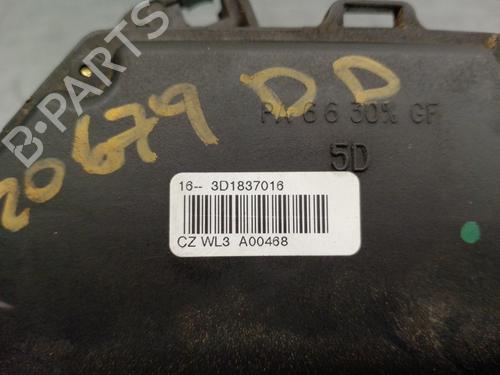 B-PARTS
20679 DD
PA 6 6 30% GF
5D
16-- 3D1837016
CZ WL3 A00468